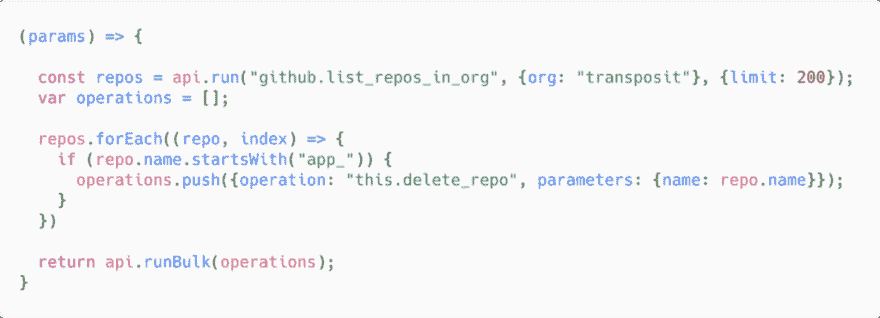 (params) => {
const repos = api.run("github.list_repos_in_org", {org: "transposit"}, {limit: 200});
var operations = [];
repos.forEach((repo, index) => {
if (repo.name.startsWith("app_")) {
operations.push({operation: "this.delete_repo", parameters: {name: repo.name}});
}
})
return api.runBulk(operations);
}